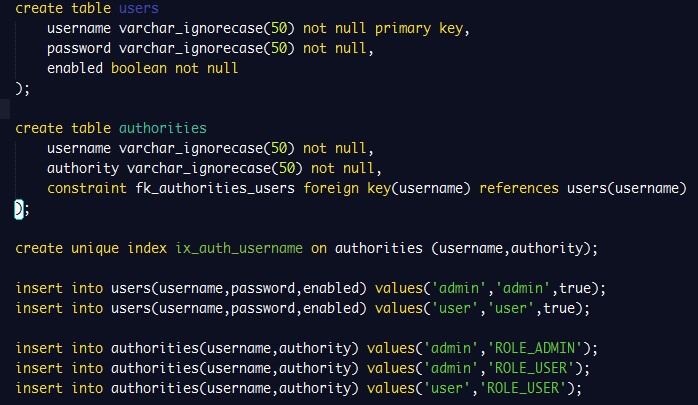 create table users
    username varchar_ignorecase(50) not null primary key,
    password varchar_ignorecase(50) not null,
    enabled boolean not null
);

create table authorities
    username varchar_ignorecase(50) not null,
    authority varchar_ignorecase(50) not null,
    constraint fk_authorities_users foreign key(username) references users(username)
);

create unique index ix_auth_username on authorities (username,authority);

insert into users(username,password,enabled) values('admin','admin',true);
insert into users(username,password,enabled) values('user','user',true);

insert into authorities(username,authority) values('admin','ROLE_ADMIN');
insert into authorities(username,authority) values('admin','ROLE_USER');
insert into authorities(username,authority) values('user','ROLE_USER');